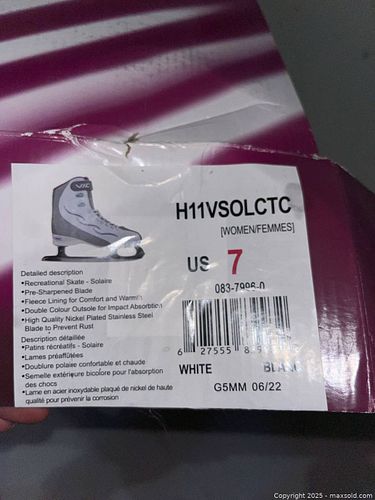 VIC
H11VSOLCTC
[WOMEN/FEMMES]
US 7
083-7996-0
Detailed description
•Recreational Skate - Solaire
•Pre-Sharpened Blade
•Fleece Lining for Comfort and Warmth
•Double Colour Outsole for Impact Absorption
•High Quality Nickel Plated Stainless Steel
Blade to Prevent Rust
Description détaillée
•Patins récréatifs - Solaire
•Lames préaffûtées
•Doublure polaire confortable et chaude
•Semelle extérieure bicolore pour l'absorption
des chocs
•Lame en acier inoxydable plaqué de nickel de haute
qualité pour prévenir la corrosion
6 27555
WHITE
G5MM 06/22
Copyright 2025 - maxsold.com